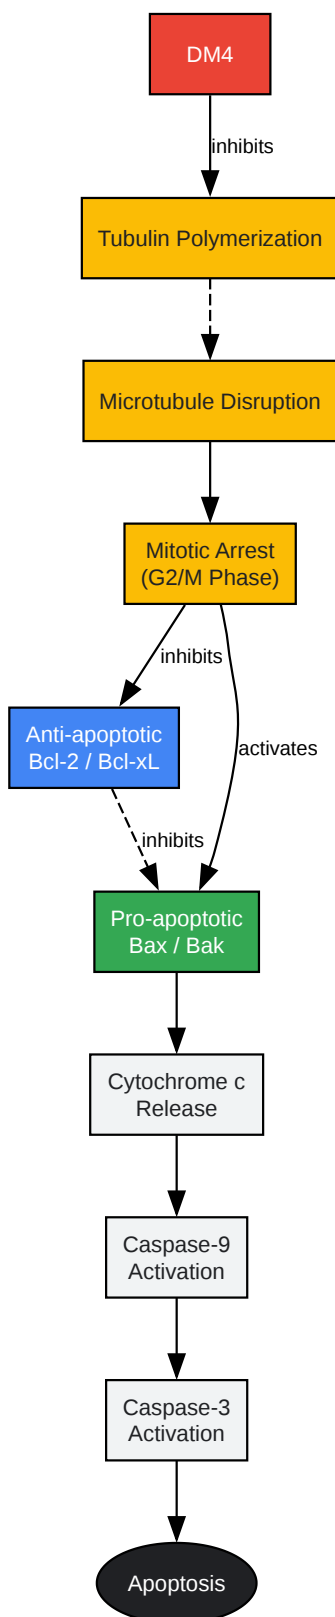 DM4
inhibits
Tubulin Polymerization
Microtubule Disruption
Mitotic Arrest
(G2/M Phase)
inhibits
Anti-apoptotic
Bcl-2 / Bcl-xL
activates
inhibits
Pro-apoptotic
Bax / Bak
Cytochrome c
Release
Caspase-9
Activation
Caspase-3
Activation
Apoptosis